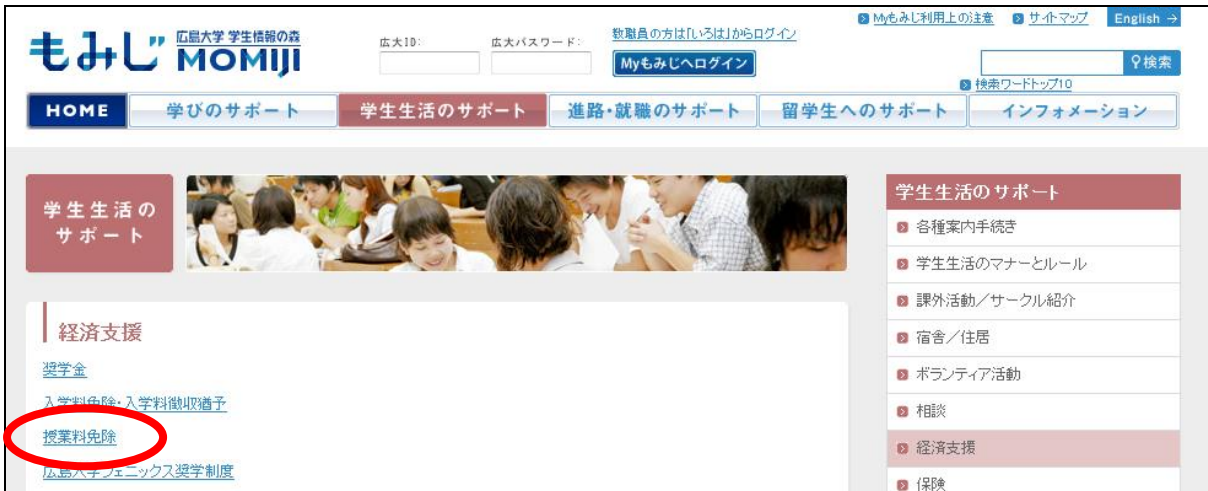 Myもみじ利用上の注意 サイトマップ English →
もみじ 広島大学 学生情報の森 MOMIJI
広大ID: 広大パスワード: 教職員の方は「いろは」からログイン
Myもみじへログイン
検索
検索ワードトップ10
HOME 学びのサポート 学生生活のサポート 進路・就職のサポート 留学生へのサポート インフォメーション
学生生活の
サポート
経済支援
奨学金
入学料免除・入学料徴収猶予
授業料免除
広島大学フェニックス奨学制度
学生生活のサポート
各種案内手続き
学生生活のマナーとルール
課外活動／サークル紹介
宿舎／住居
ボランティア活動
相談
経済支援
保険